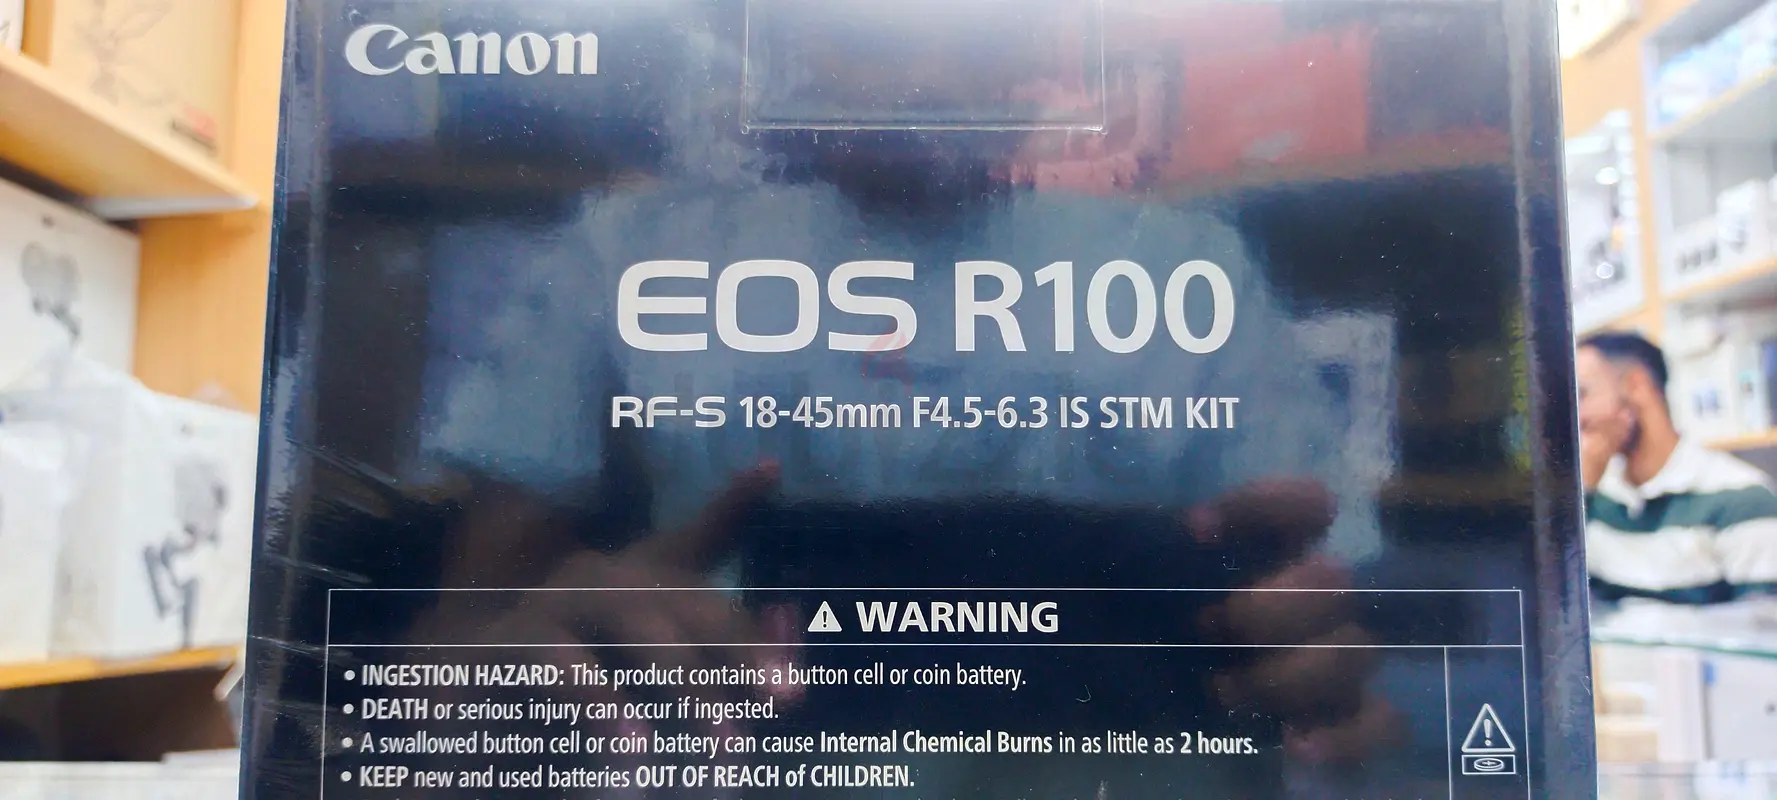 Canon
EOS R100
RF-S 18-45mm F4.5-6.3 IS STM KIT
⚠ WARNING
• INGESTION HAZARD: This product contains a button cell or coin battery.
• DEATH or serious injury can occur if ingested.
• A swallowed button cell or coin battery can cause Internal Chemical Burns in as little as 2 hours.
• KEEP new and used batteries OUT OF REACH of CHILDREN.